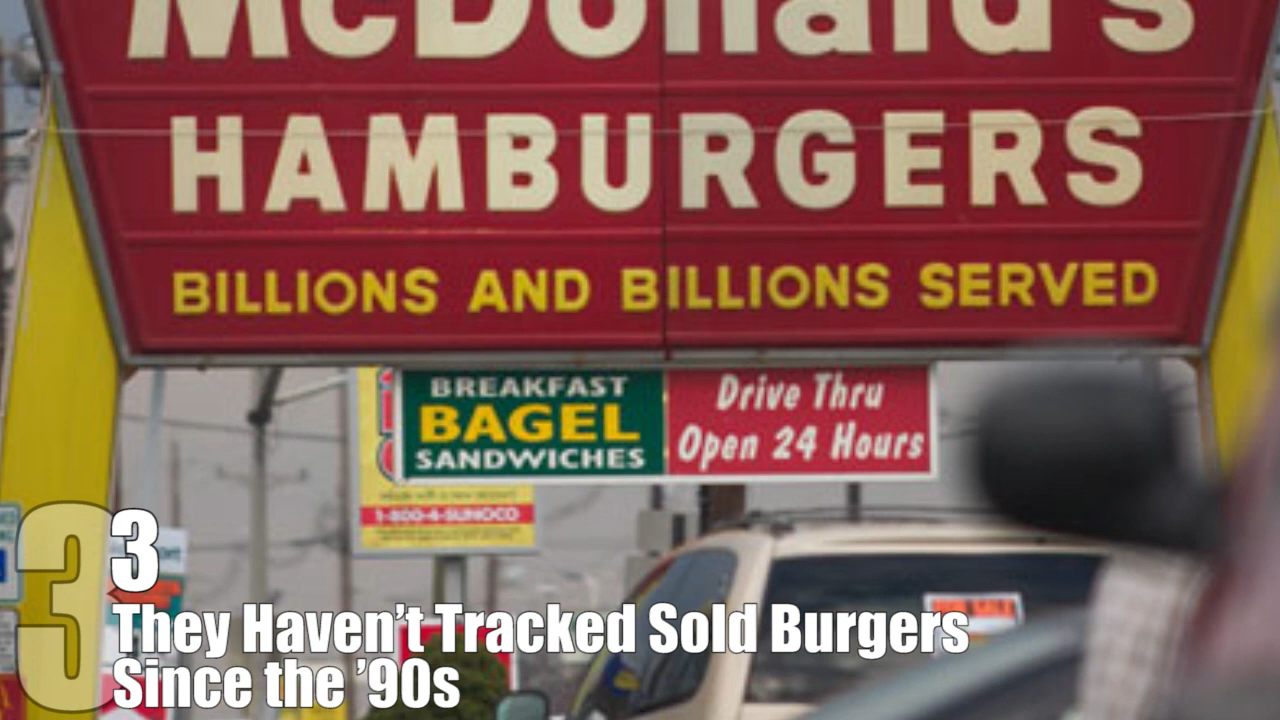 McDonald's
HAMBURGERS
BILLIONS AND BILLIONS SERVED
BREAKFAST
BAGEL
SANDWICHES
Drive Thru
Open 24 Hours
1-800-4-SUNOCO
3
3
They Haven’t Tracked Sold Burgers
Since the ’90s